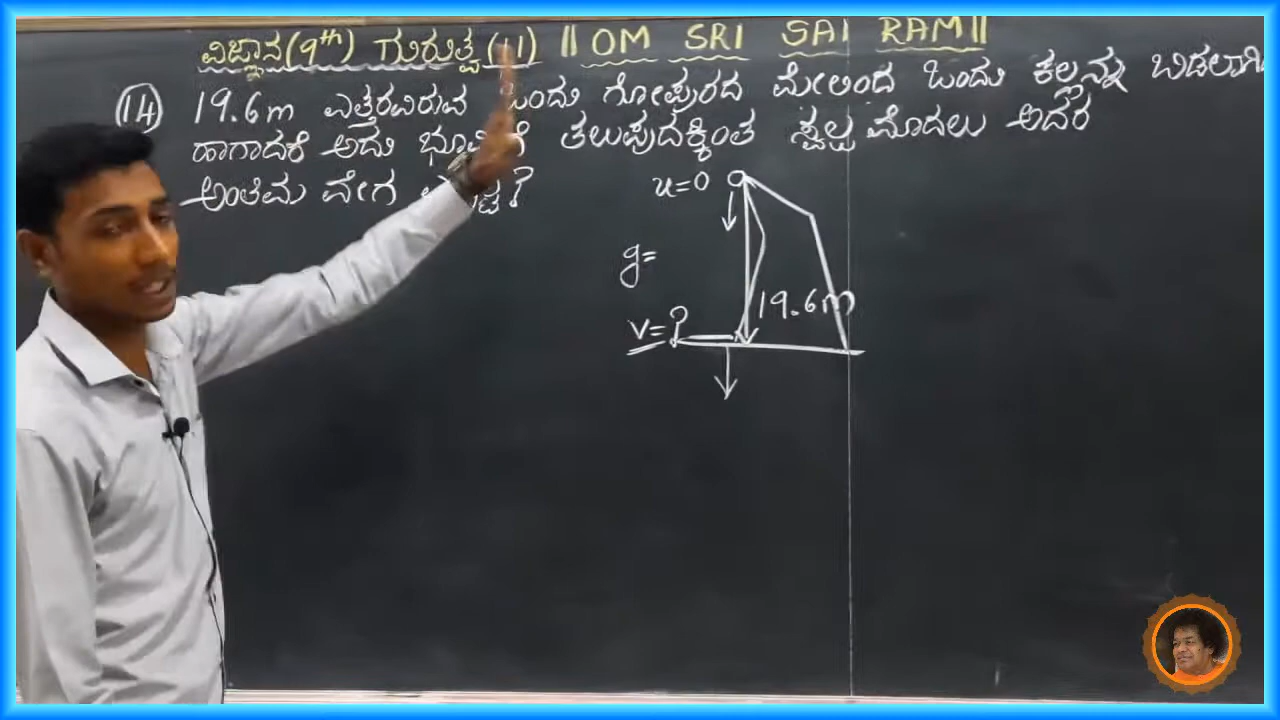 ವಿಜ್ಞಾನ(9th) ಗುರುತ್ವ(11) || OM SRI SAI RAM ||
(14) 19.6m ಎತ್ತರವಿರುವ ಒಂದು ಗೋಪುರದ ಮೇಲಿಂದ ಒಂದು ಕಲ್ಲನ್ನು ಬಿಡಲಾಗಿದೆ
ಹಾಗಾದರೆ ಅದು ತಲುಪುದಕ್ಕಿಂತ ಸ್ವಲ್ಪ ಮೊದಲು ಅದರ
ಅಂತಿಮ ವೇಗ
u=0
g=
19.6m
v=?